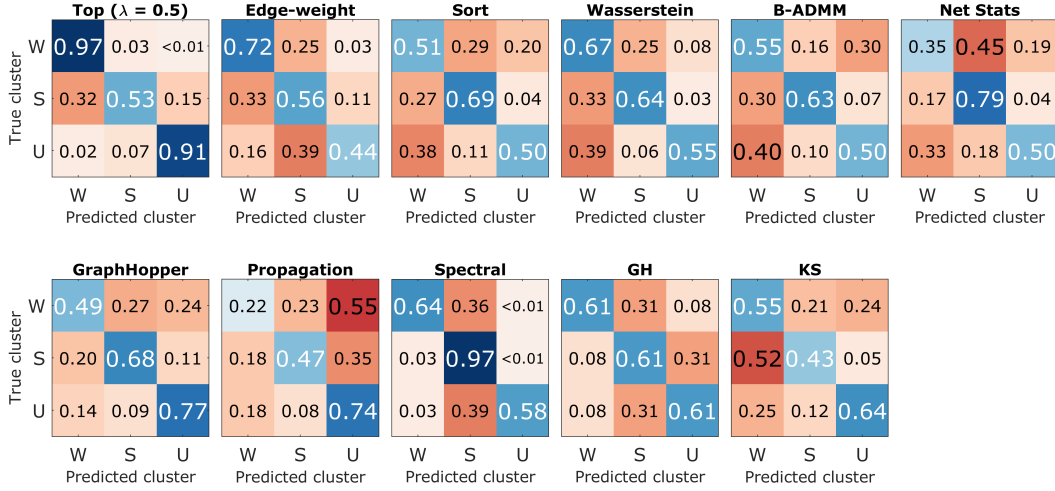 Top (λ = 0.5) Edge-weight Sort Wasserstein B-ADMM Net Stats
True cluster
W 0.97 0.03 <0.01 0.72 0.25 0.03 0.51 0.29 0.20 0.67 0.25 0.08 0.55 0.16 0.30 0.35 0.45 0.19
S 0.32 0.53 0.15 0.33 0.56 0.11 0.27 0.69 0.04 0.33 0.64 0.03 0.30 0.63 0.07 0.17 0.79 0.04
U 0.02 0.07 0.91 0.16 0.39 0.44 0.38 0.11 0.50 0.39 0.06 0.55 0.40 0.10 0.50 0.33 0.18 0.50
W S U W S U W S U W S U W S U W S U
Predicted cluster Predicted cluster Predicted cluster Predicted cluster Predicted cluster Predicted cluster
GraphHopper Propagation Spectral GH KS
True cluster
W 0.49 0.27 0.24 0.22 0.23 0.55 0.64 0.36 <0.01 0.61 0.31 0.08 0.55 0.21 0.24
S 0.20 0.68 0.11 0.18 0.47 0.35 0.03 0.97 <0.01 0.08 0.61 0.31 0.52 0.43 0.05
U 0.14 0.09 0.77 0.18 0.08 0.74 0.03 0.39 0.58 0.08 0.31 0.61 0.25 0.12 0.64
W S U W S U W S U W S U W S U
Predicted cluster Predicted cluster Predicted cluster Predicted cluster Predicted cluster